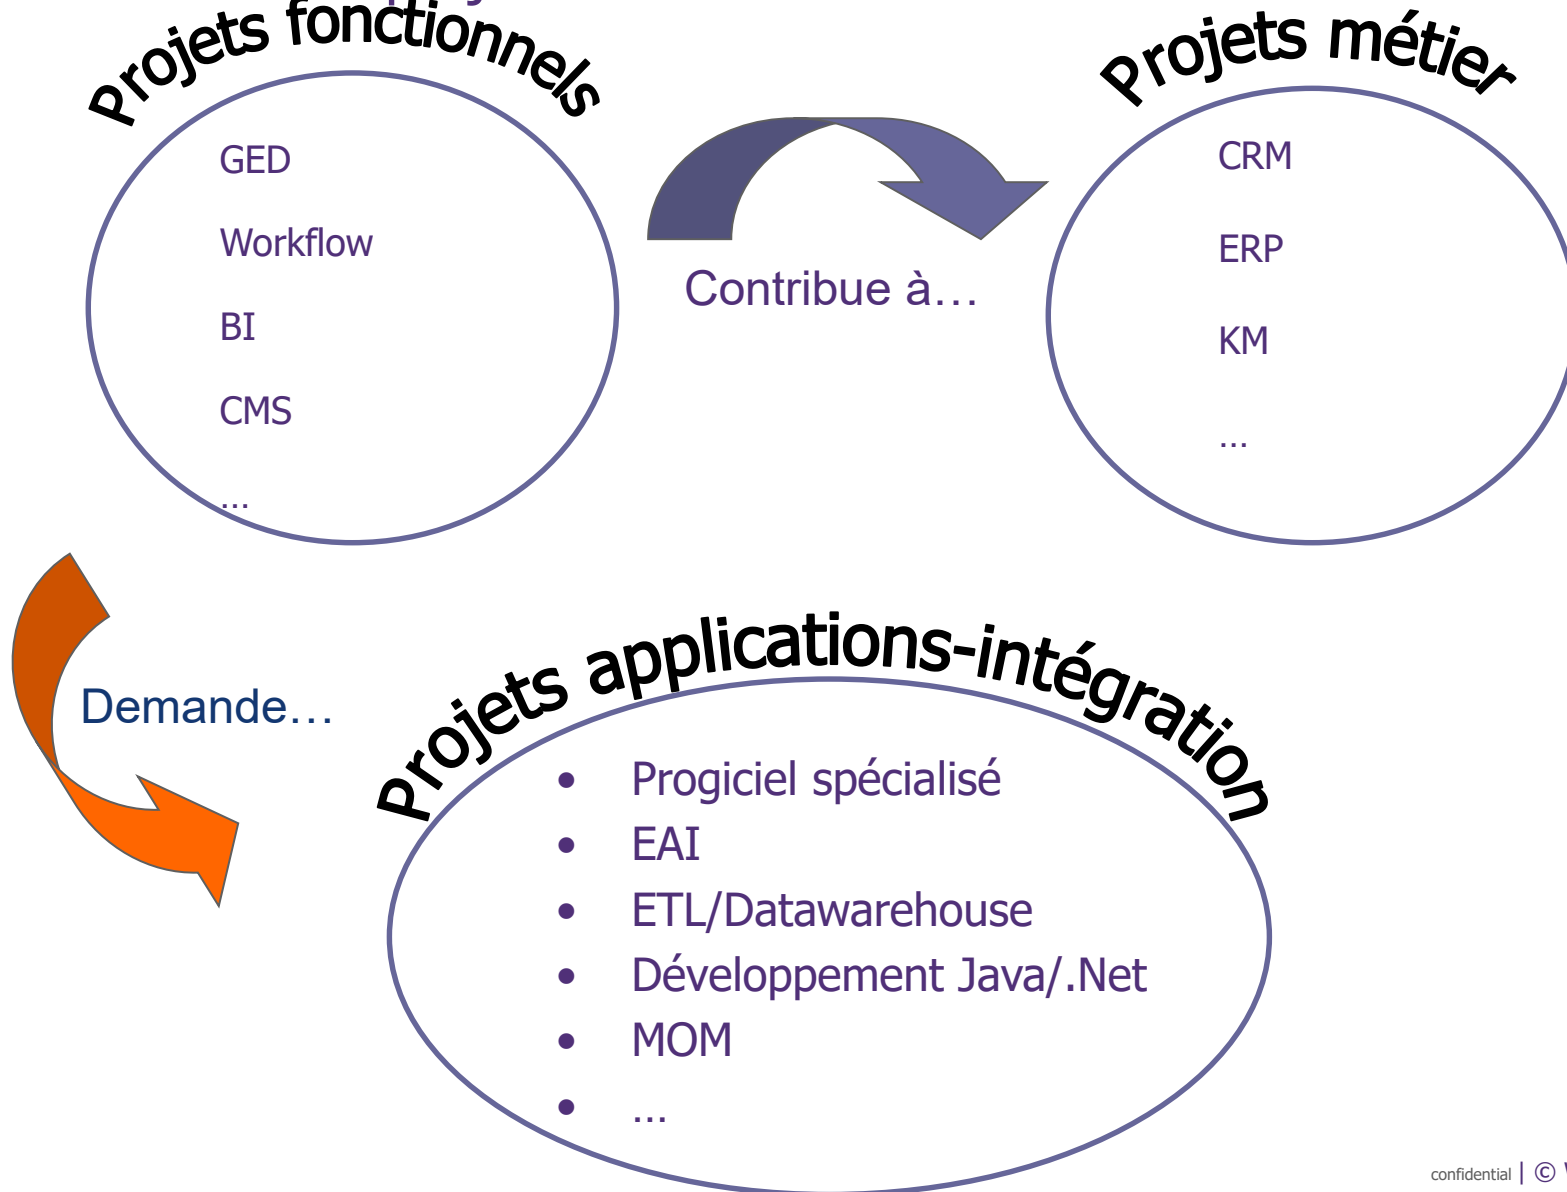 Projets fonctionnels
GED
Workflow
BI
CMS
...
Contribue à…
Projets métier
CRM
ERP
KM
...
Demande…
Projets applications-intégration
• Progiciel spécialisé
• EAI
• ETL/Datawarehouse
• Développement Java/.Net
• MOM
• ...
confidential | ©